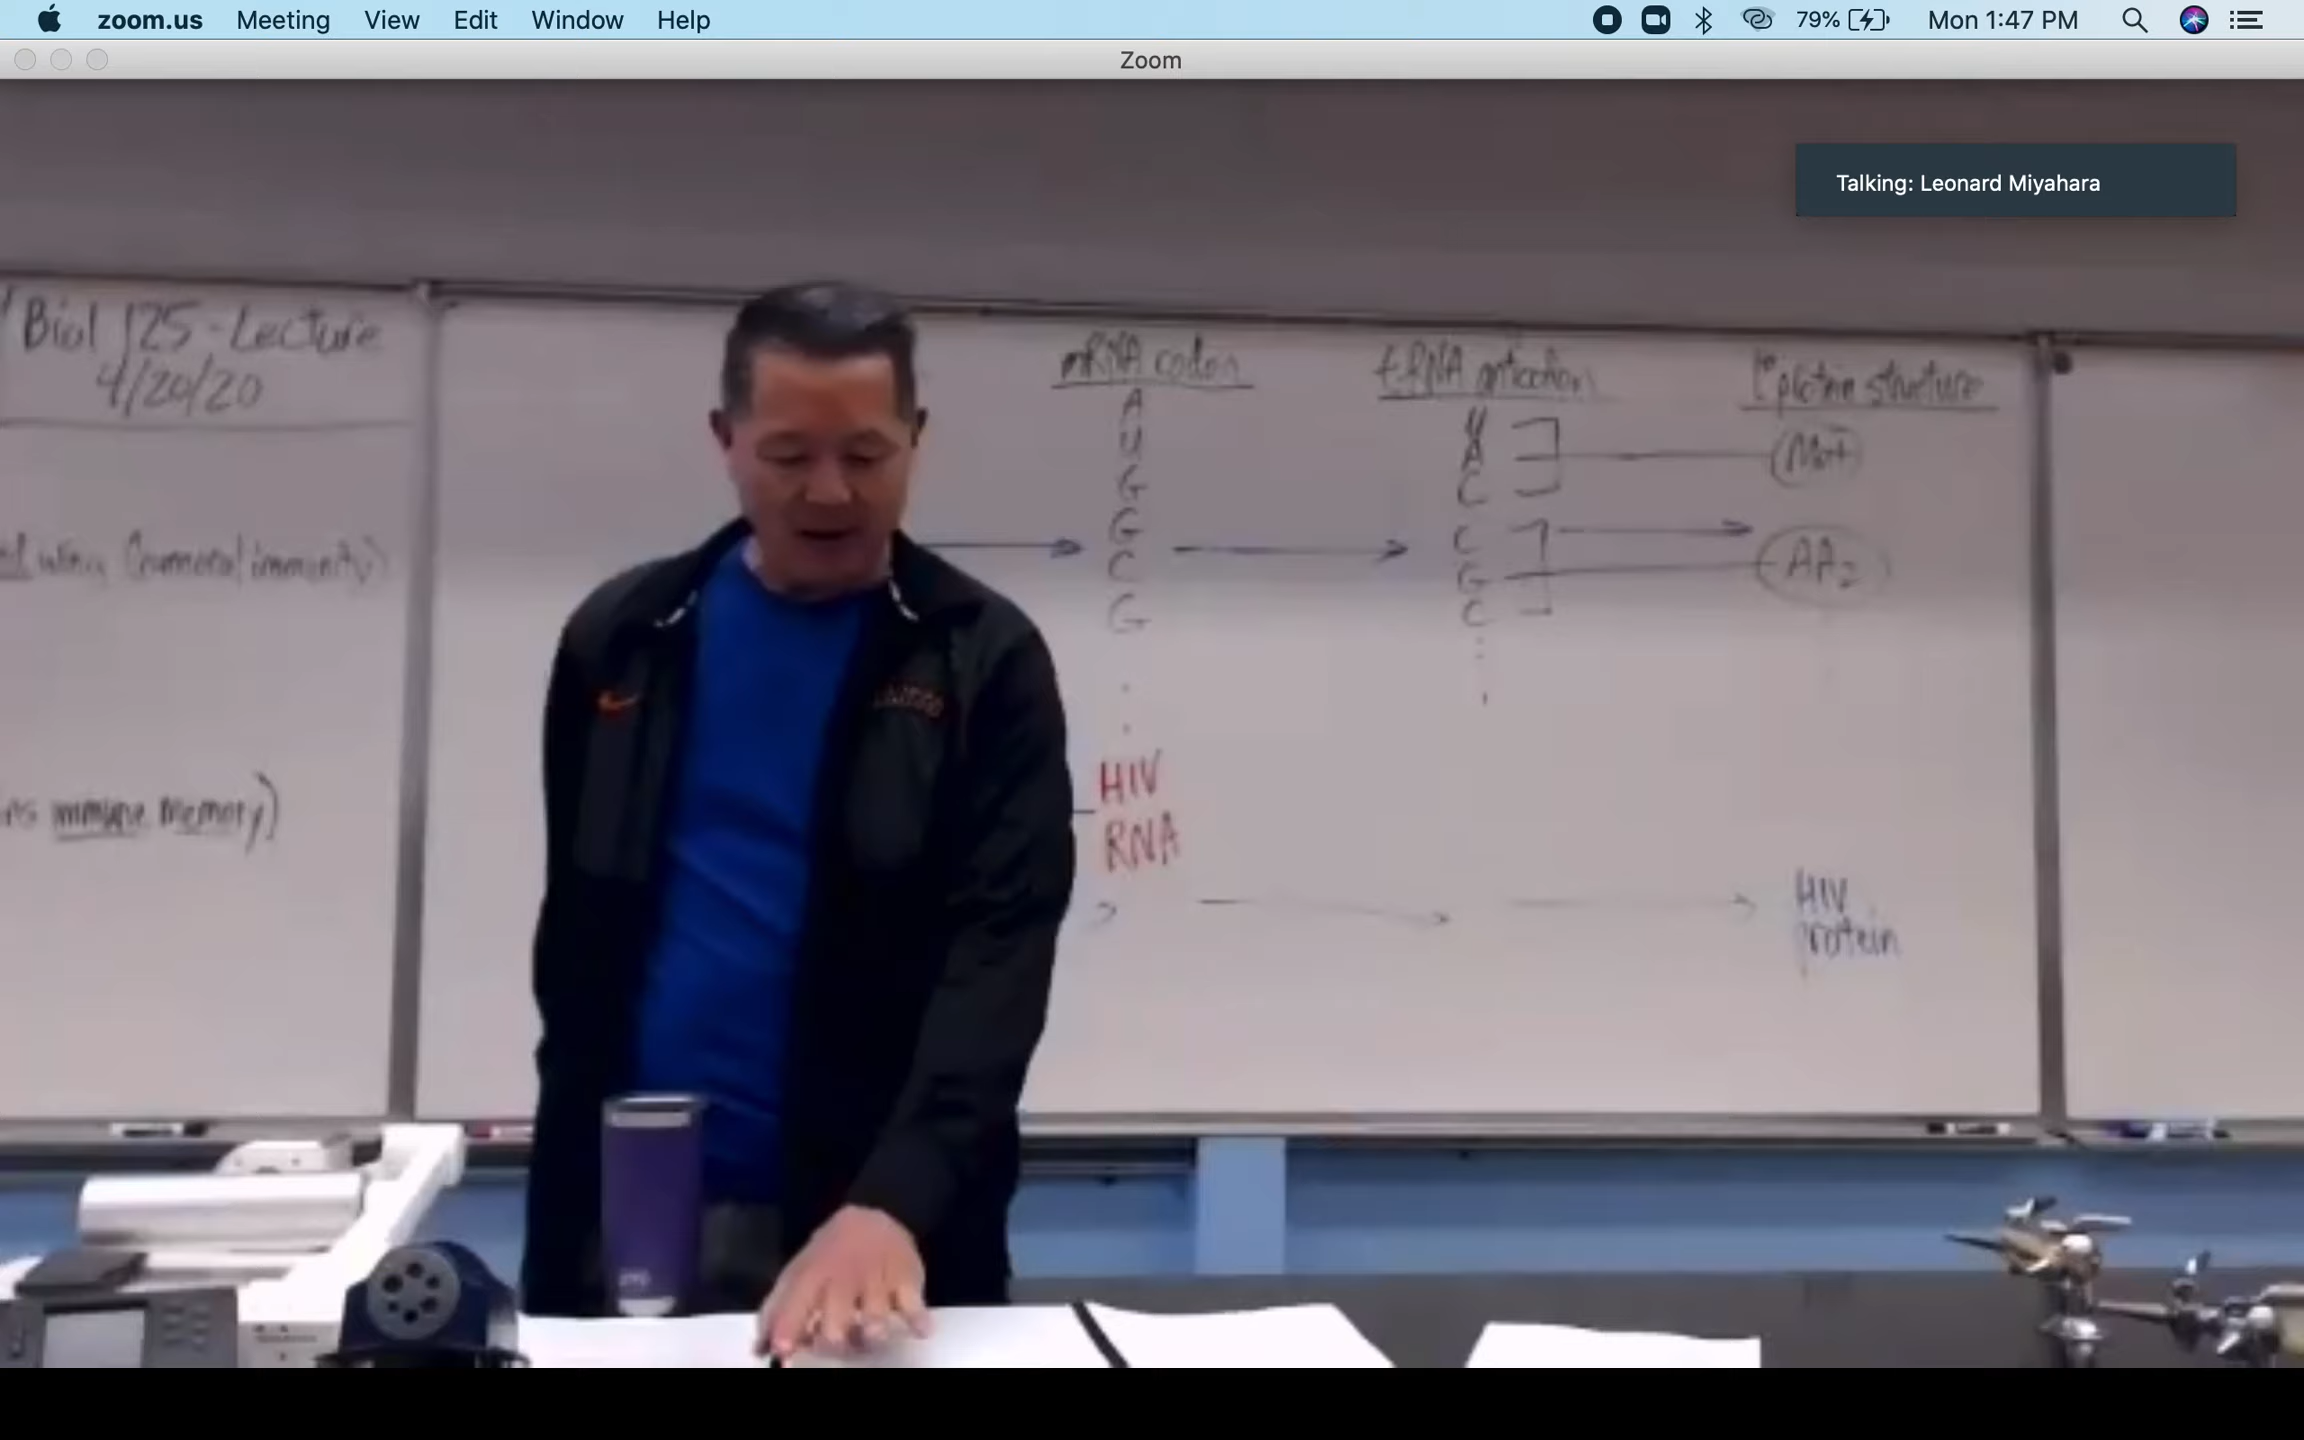 zoom.us Meeting View Edit Window Help 79% Mon 1:47 PM
Zoom
Talking: Leonard Miyahara
Biol 125 - Lecture
4/20/20
wing (humoral immunity)
immune memory)
mRNA codon
A
U
G
G
C
G
HIV
RNA
tRNA anticodon
U
A
C
C
G
C
1° protein structure
Met
AA2
HIV
protein